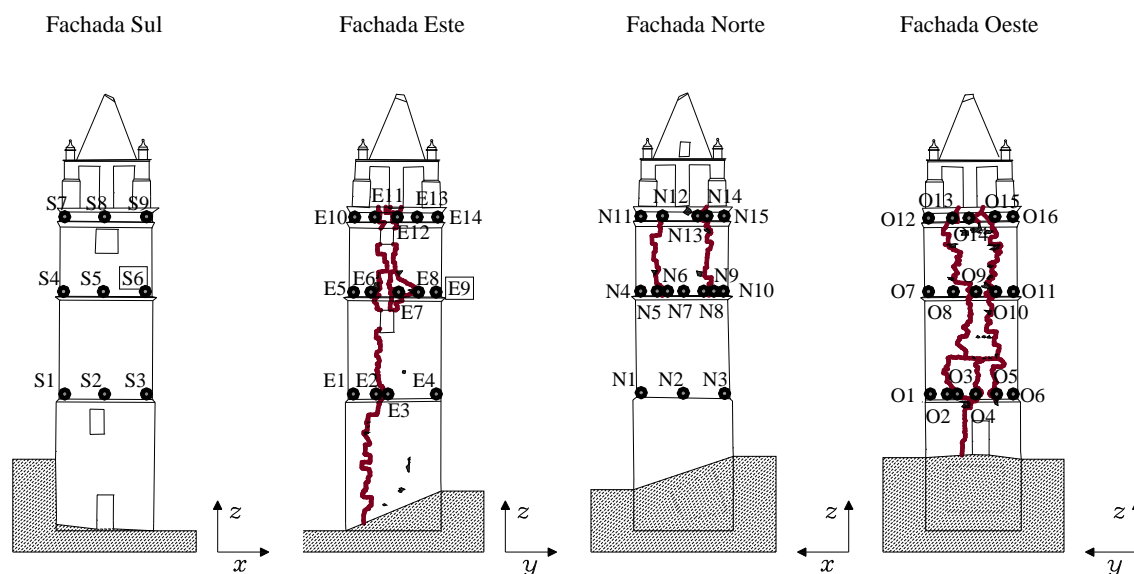 Fachada Sul
S7 S8 S9
S4 S5 S6
S1 S2 S3
z
x
Fachada Este
E11
E10 E13 E14
E12
E5 E6 E8 E9
E7
E1 E2 E4
E3
z
y
Fachada Norte
N12 N14
N11 N15
N13
N6 N9
N4 N10
N5 N7 N8
N1 N2 N3
z
x
Fachada Oeste
O13 O15
O12 O16
O14
O9
O7 O11
O8 O10
O3 O5
O1 O6
O2 O4
z
y